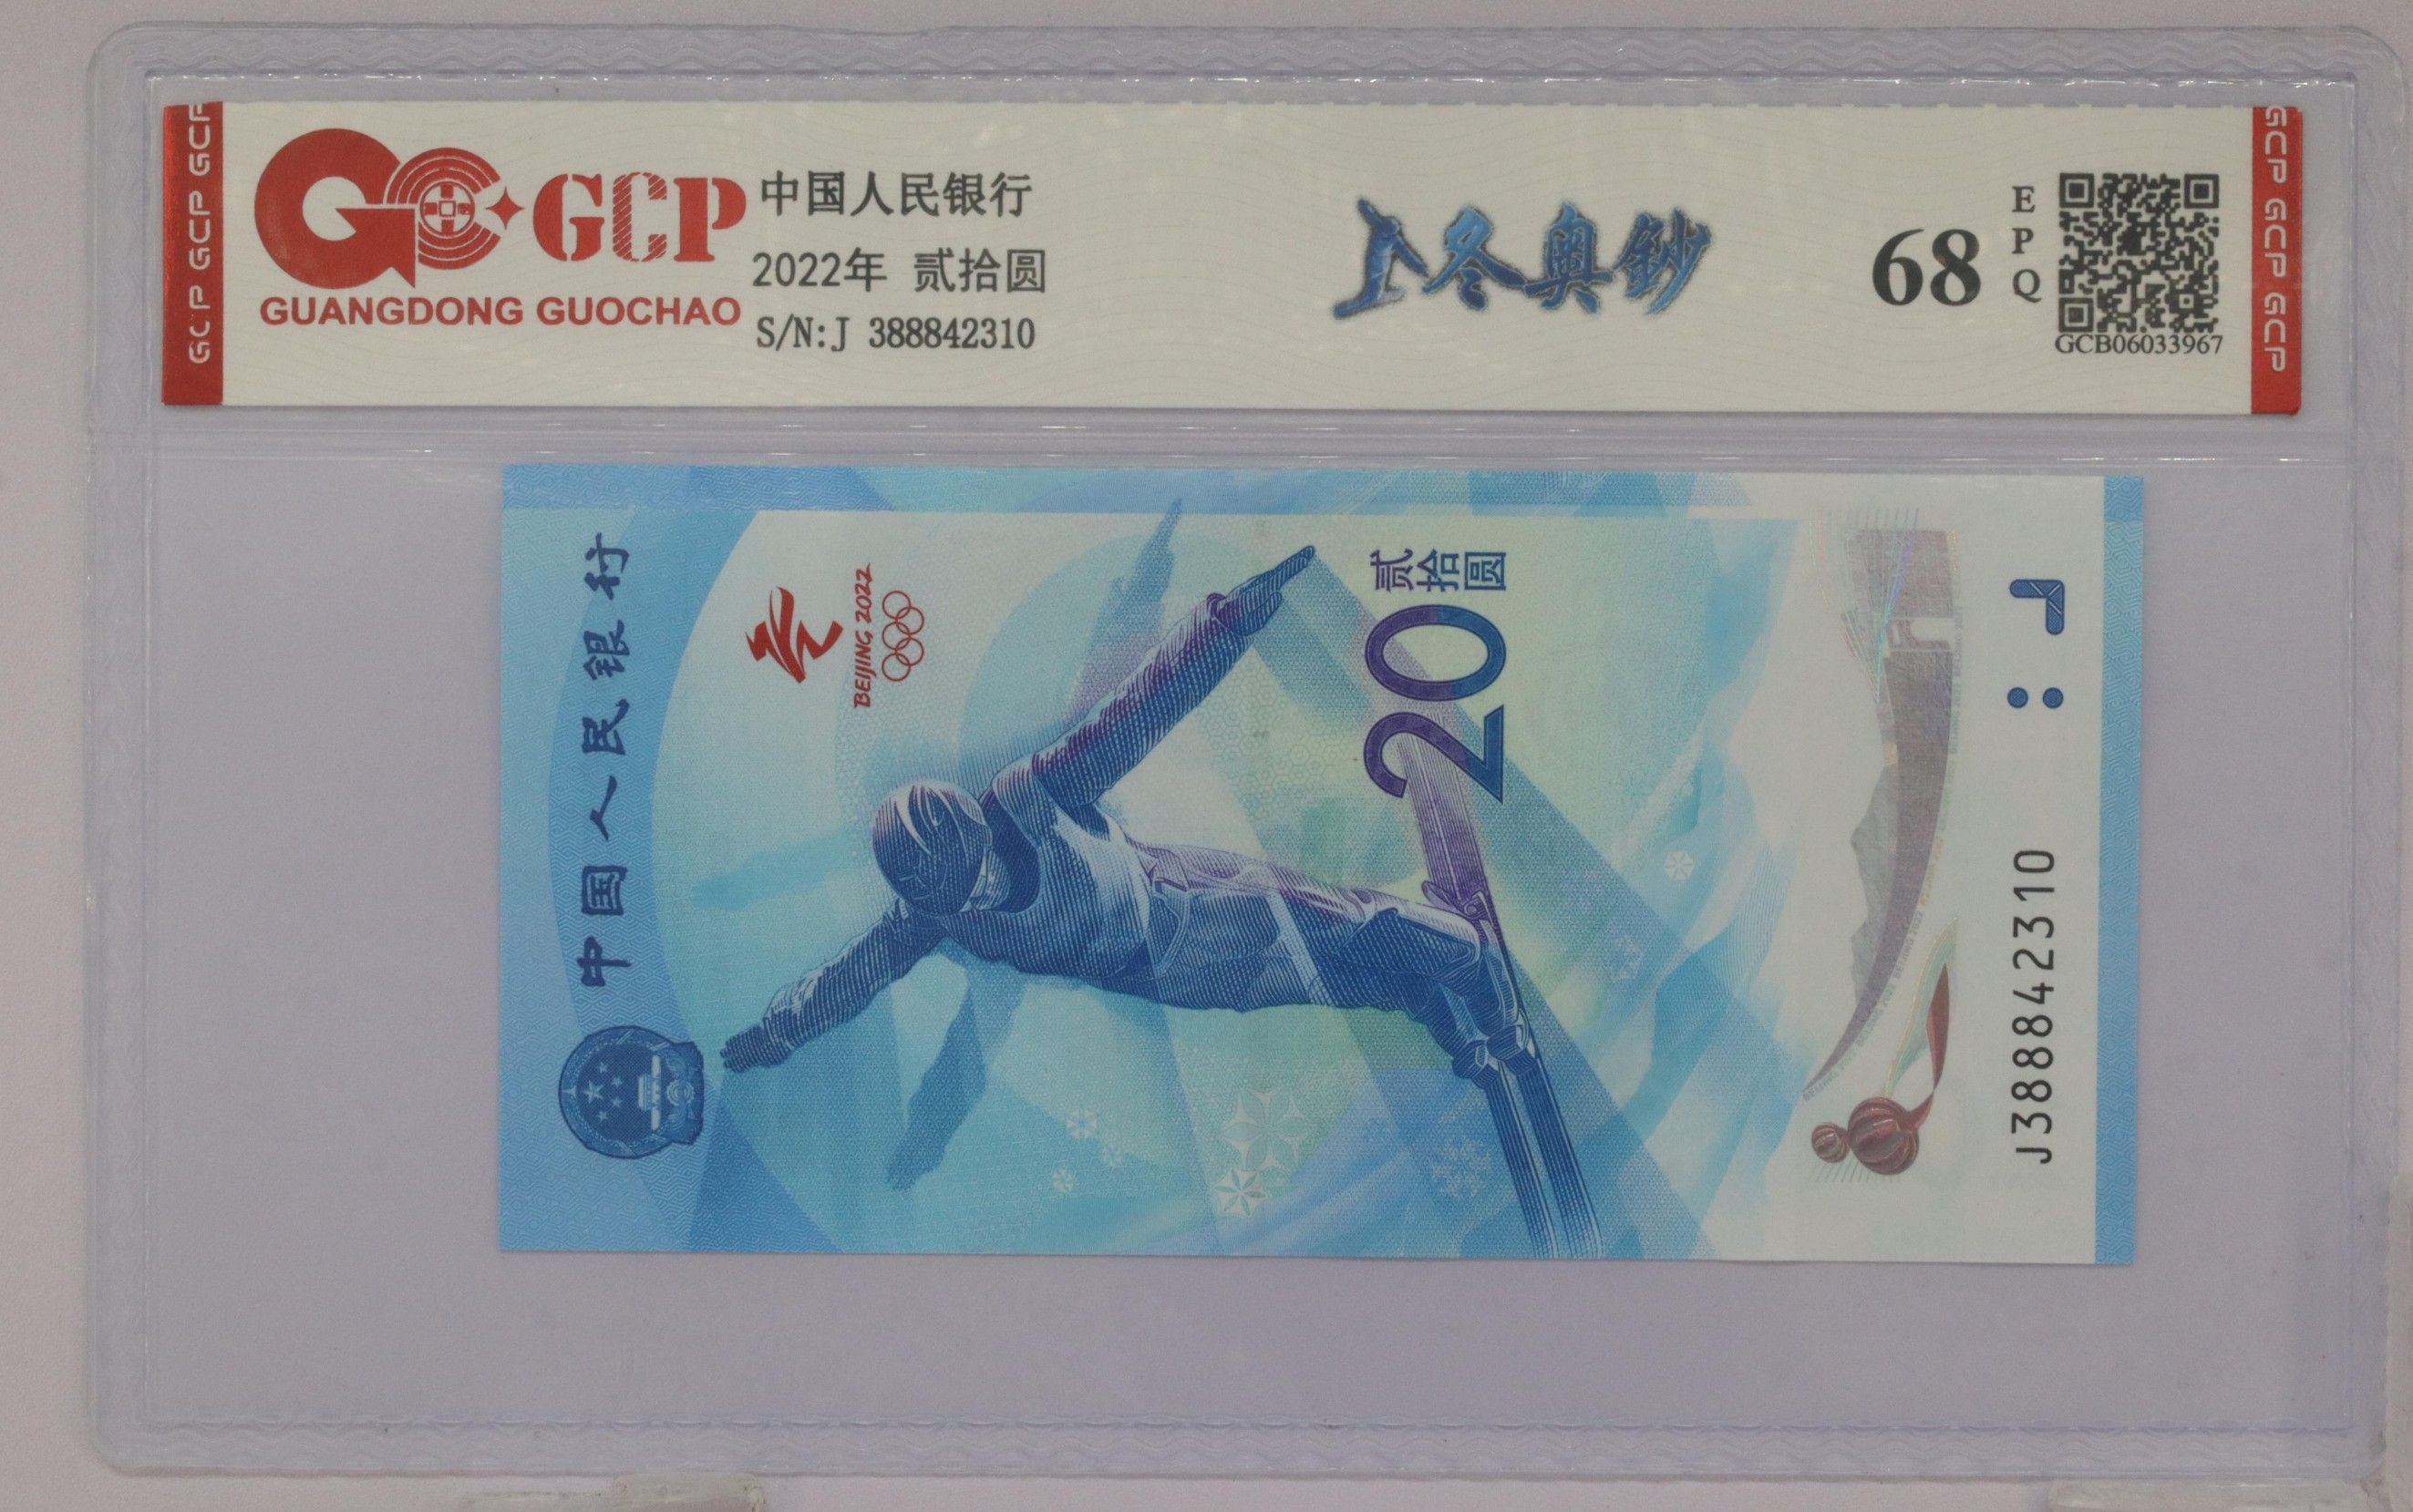 GCP GCP GCP
GCP
GUANGDONG GUOCHAO
中国人民银行
2022年 贰拾圆
S/N:J 388842310
冬奥鈔
68
EPQ
GCB06033967
GCP GCP GCP
中国人民银行
BEIJING 2022
贰拾圆
20
J388842310